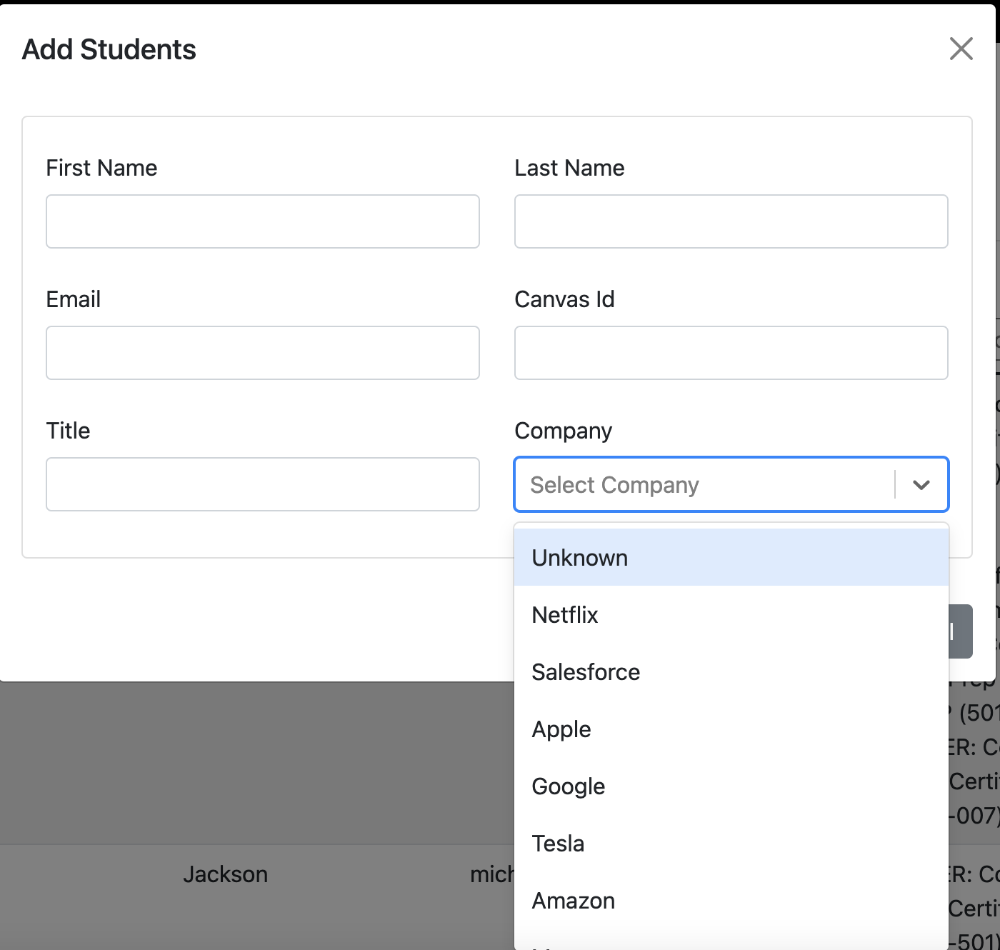 Add Students
First Name
Last Name
Email
Canvas Id
Title
Company
Select Company
Unknown
Netflix
Salesforce
Apple
Google
Tesla
Amazon
(501
ER: C
Certi
-007)
Jackson
mich
ER: Co
Certi
-501)